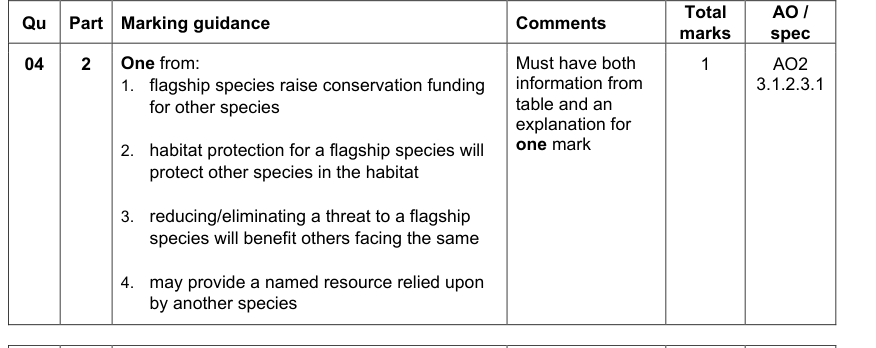 Qu Part Marking guidance Comments Total marks AO / spec
04 2 One from:
1. flagship species raise conservation funding
for other species
2. habitat protection for a flagship species will
protect other species in the habitat
3. reducing/eliminating a threat to a flagship
species will benefit others facing the same
4. may provide a named resource relied upon
by another species
Must have both
information from
table and an
explanation for
one mark
1
AO2
3.1.2.3.1